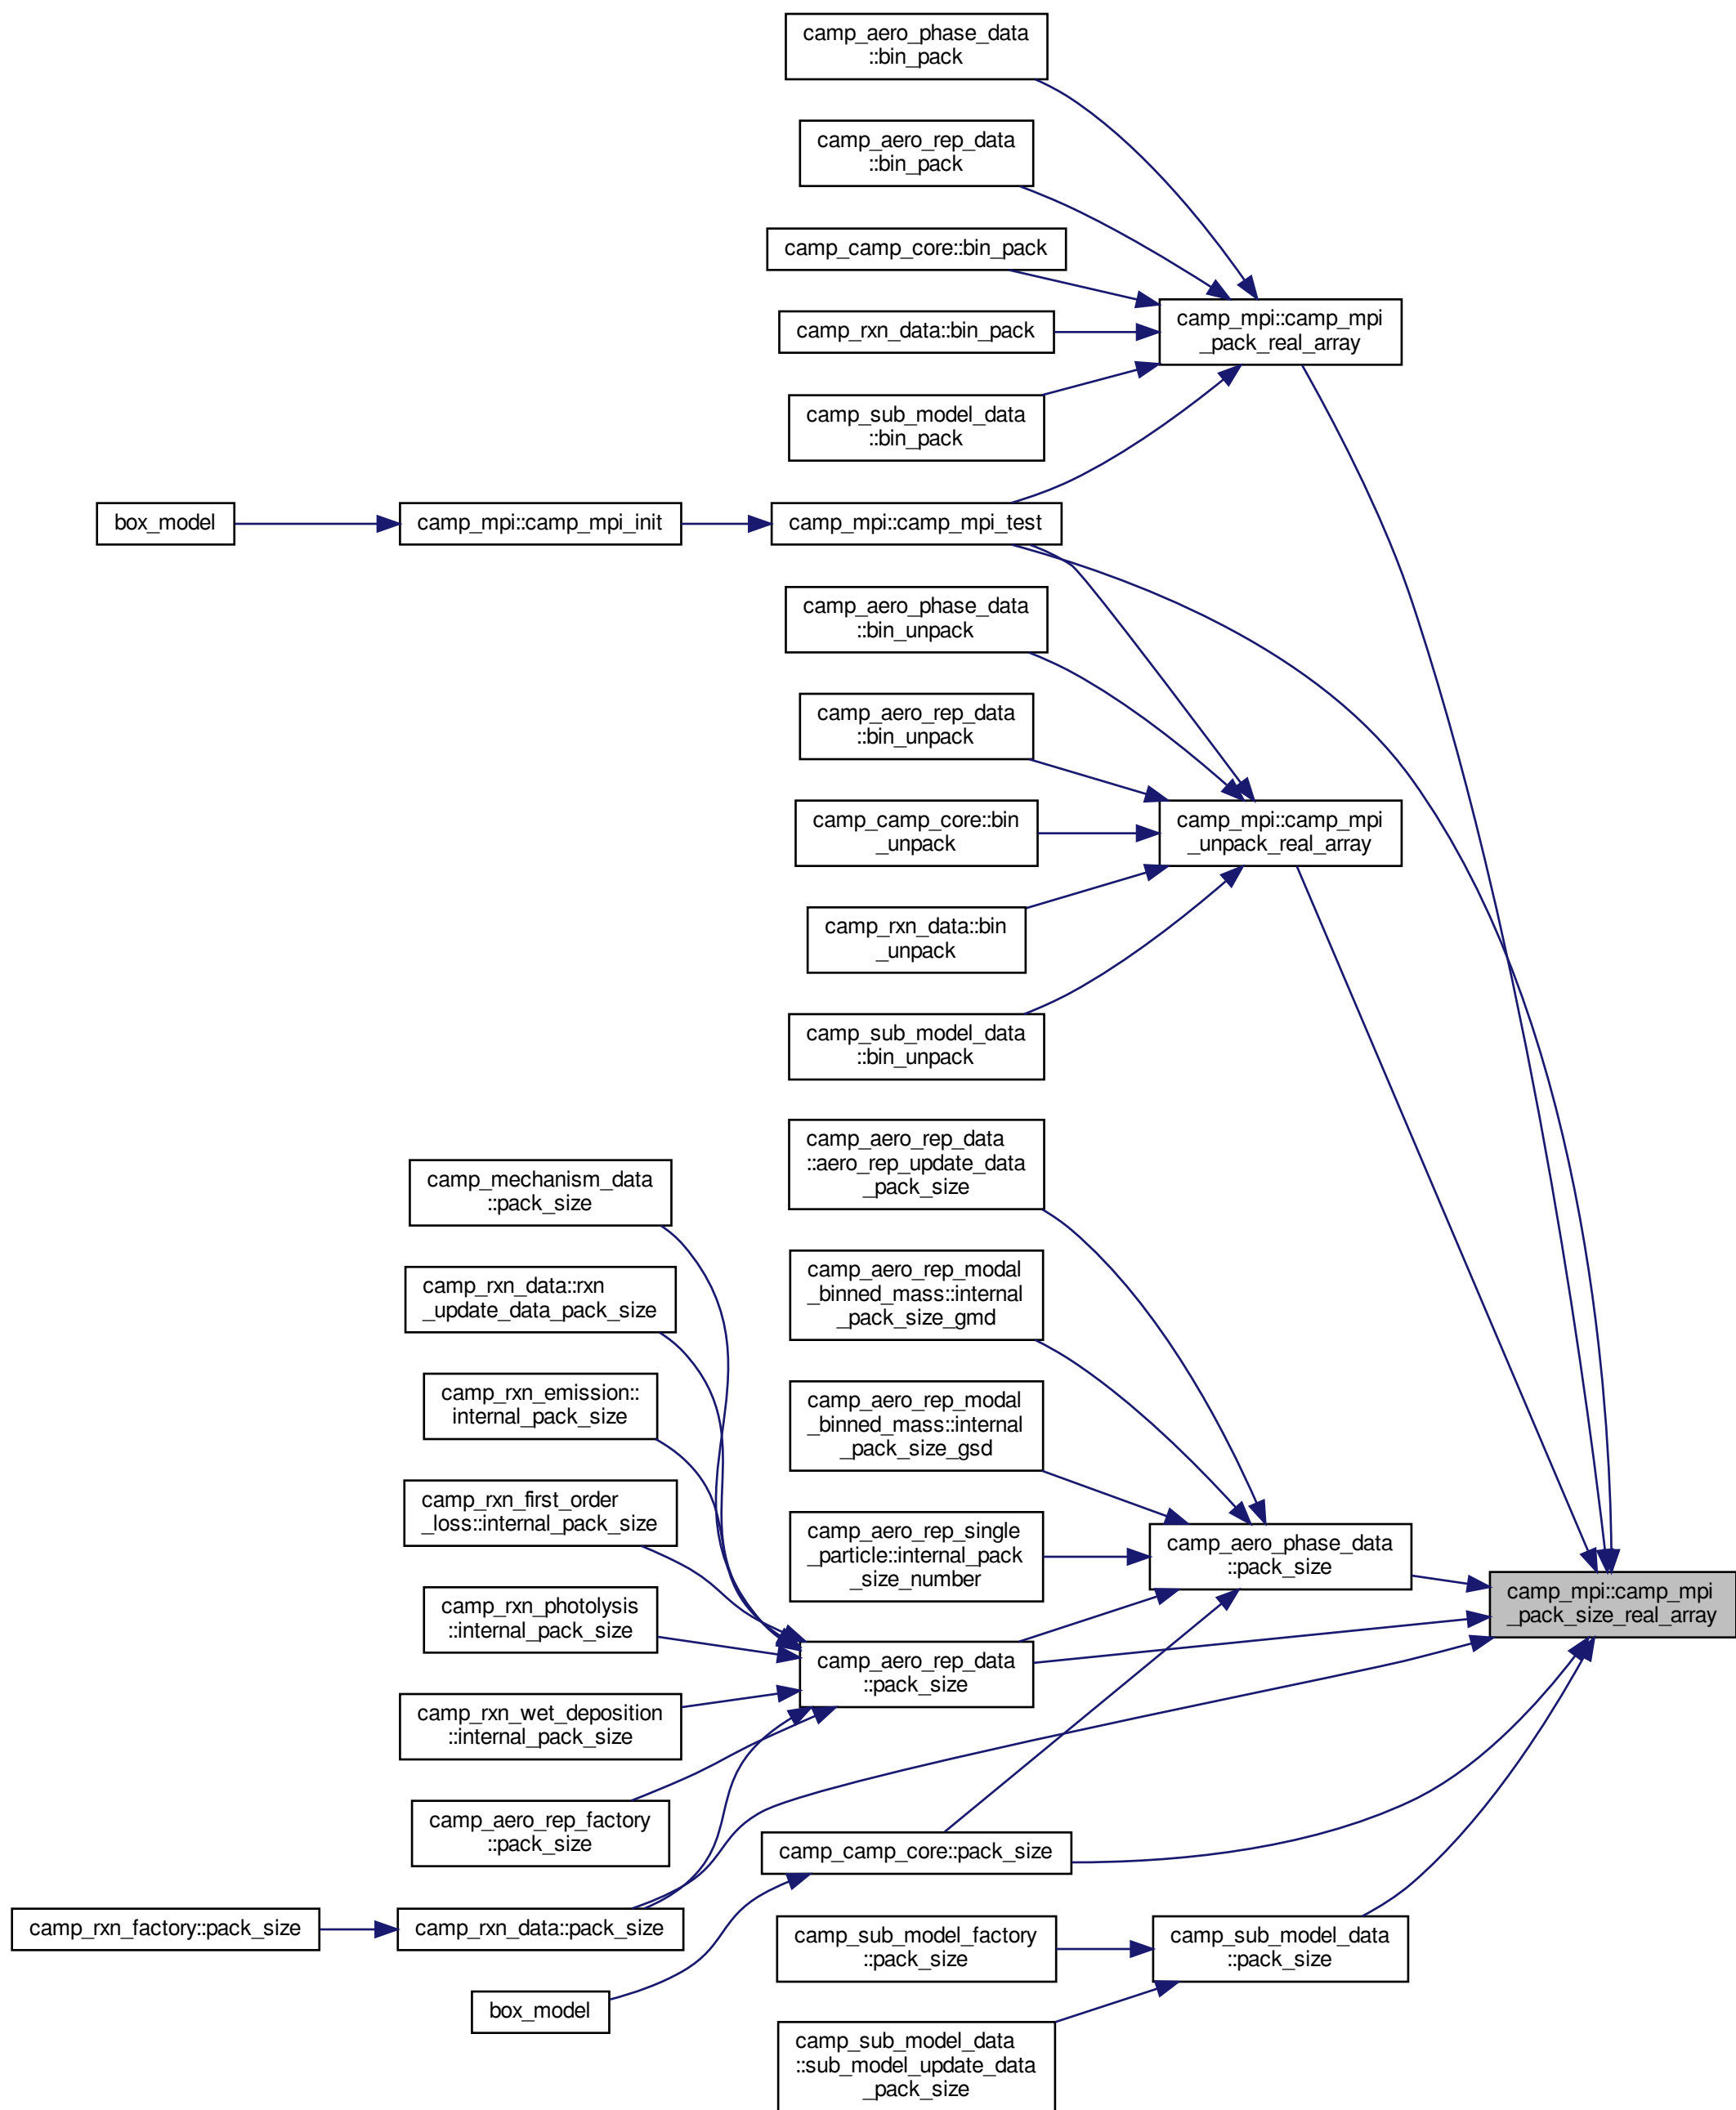 camp_aero_phase_data
::bin_pack
camp_aero_rep_data
::bin_pack
camp_camp_core::bin_pack
camp_rxn_data::bin_pack
camp_mpi::camp_mpi
_pack_real_array
camp_sub_model_data
::bin_pack
box_model
camp_mpi::camp_mpi_init
camp_mpi::camp_mpi_test
camp_aero_phase_data
::bin_unpack
camp_aero_rep_data
::bin_unpack
camp_camp_core::bin
_unpack
camp_mpi::camp_mpi
_unpack_real_array
camp_rxn_data::bin
_unpack
camp_sub_model_data
::bin_unpack
camp_aero_rep_data
::aero_rep_update_data
_pack_size
camp_mechanism_data
::pack_size
camp_aero_rep_modal
_binned_mass::internal
_pack_size_gmd
camp_rxn_data::rxn
_update_data_pack_size
camp_rxn_emission::
internal_pack_size
camp_aero_rep_modal
_binned_mass::internal
_pack_size_gsd
camp_rxn_first_order
_loss::internal_pack_size
camp_aero_rep_single
_particle::internal_pack
_size_number
camp_aero_phase_data
::pack_size
camp_mpi::camp_mpi
_pack_size_real_array
camp_rxn_photolysis
::internal_pack_size
camp_aero_rep_data
::pack_size
camp_rxn_wet_deposition
::internal_pack_size
camp_aero_rep_factory
::pack_size
camp_camp_core::pack_size
camp_rxn_factory::pack_size
camp_rxn_data::pack_size
camp_sub_model_factory
::pack_size
camp_sub_model_data
::pack_size
box_model
camp_sub_model_data
::sub_model_update_data
_pack_size